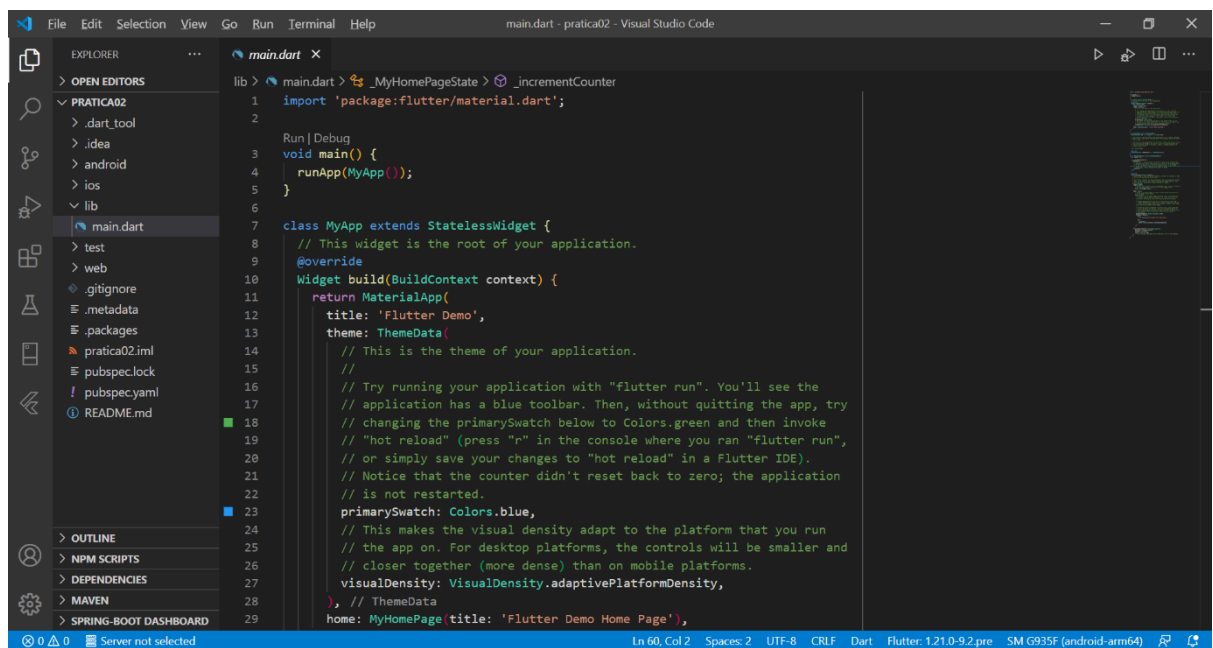 File Edit Selection View Go Run Terminal Help main.dart - pratica02 - Visual Studio Code
EXPLORER
OPEN EDITORS
PRATICA02
.dart_tool
.idea
android
ios
lib
main.dart
test
web
.gitignore
.metadata
.packages
pratica02.iml
pubspec.lock
pubspec.yaml
README.md
OUTLINE
NPM SCRIPTS
DEPENDENCIES
MAVEN
SPRING-BOOT DASHBOARD
main.dart
lib > main.dart > _MyHomePageState > _incrementCounter
1 import 'package:flutter/material.dart';
2
Run | Debug
3 void main() {
4 runApp(MyApp());
5 }
6
7 class MyApp extends StatelessWidget {
8 // This widget is the root of your application.
9 @override
10 Widget build(BuildContext context) {
11 return MaterialApp(
12 title: 'Flutter Demo',
13 theme: ThemeData(
14 // This is the theme of your application.
15 //
16 // Try running your application with "flutter run". You'll see the
17 // application has a blue toolbar. Then, without quitting the app, try
18 // changing the primarySwatch below to Colors.green and then invoke
19 // "hot reload" (press "r" in the console where you ran "flutter run",
20 // or simply save your changes to "hot reload" in a Flutter IDE).
21 // Notice that the counter didn't reset back to zero; the application
22 // is not restarted.
23 primarySwatch: Colors.blue,
24 // This makes the visual density adapt to the platform that you run
25 // the app on. For desktop platforms, the controls will be smaller and
26 // closer together (more dense) than on mobile platforms.
27 visualDensity: VisualDensity.adaptivePlatformDensity,
28 ), // ThemeData
29 home: MyHomePage(title: 'Flutter Demo Home Page'),
0 0 Server not selected Ln 60, Col 2 Spaces: 2 UTF-8 CRLF Dart Flutter: 1.21.0-9.2.pre SM G935F (android-arm64)